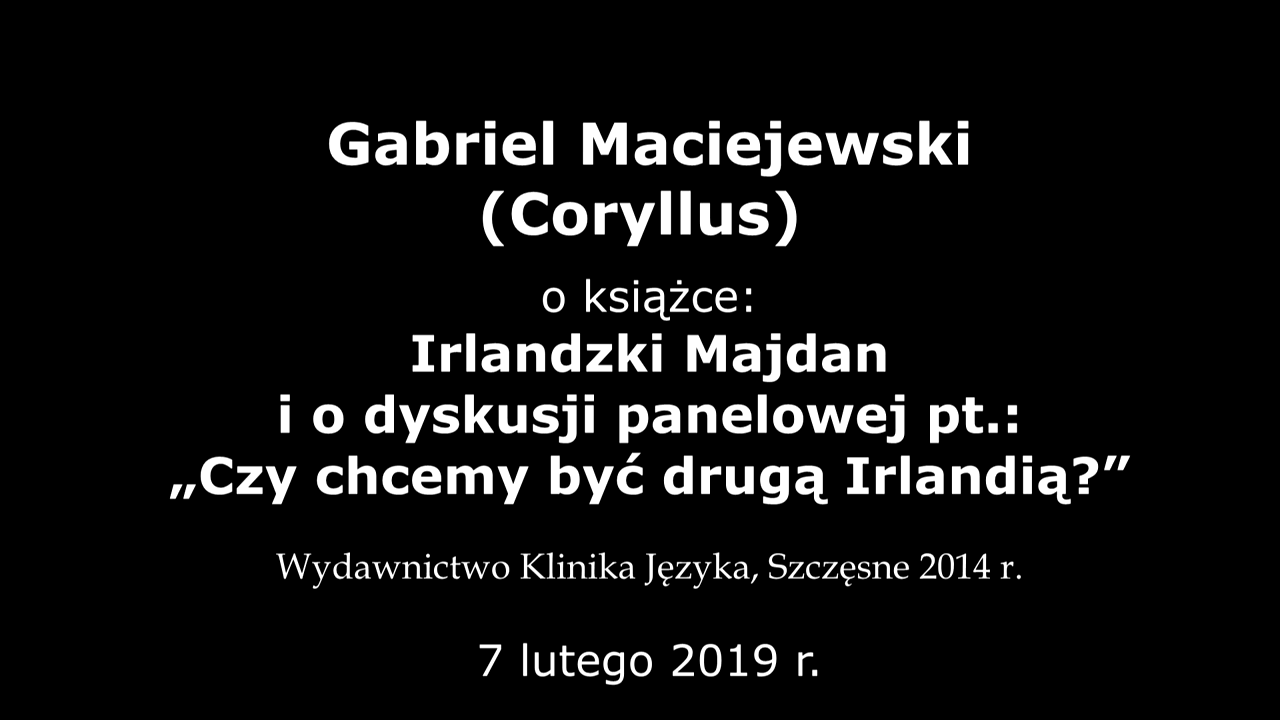 Gabriel Maciejewski
(Coryllus)
o książce:
Irlandzki Majdan
i o dyskusji panelowej pt.:
„Czy chcemy być drugą Irlandią?”
Wydawnictwo Klinika Języka, Szczęsne 2014 r.
7 lutego 2019 r.